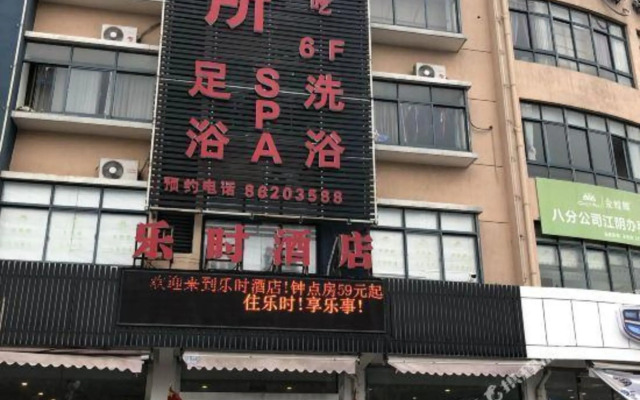 所
吃
6F
足浴
SPA
洗浴
预约电话 86203588
乐时酒店
欢迎来到乐时酒店!钟点房59元起
住乐时!享乐事!
八分公司江阴办